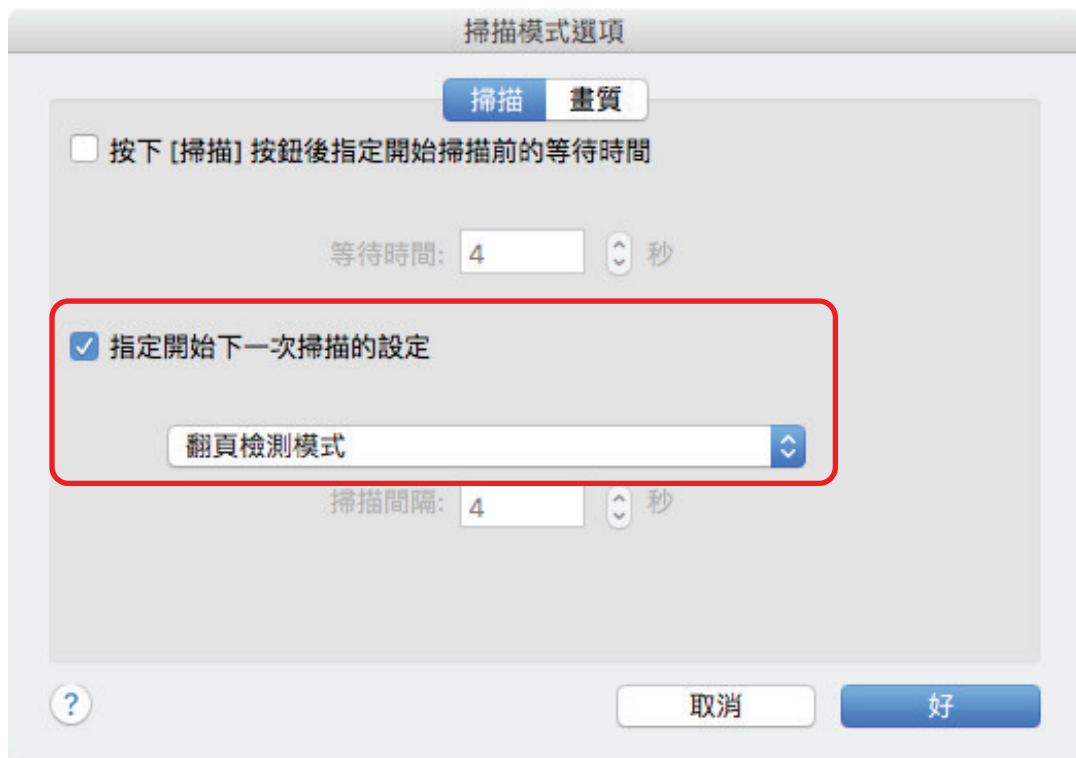 掃描模式選項
掃描 畫質
按下 [掃描] 按鈕後指定開始掃描前的等待時間
等待時間: 4 秒
指定開始下一次掃描的設定
翻頁檢測模式
掃描間隔: 4 秒
? 取消 好